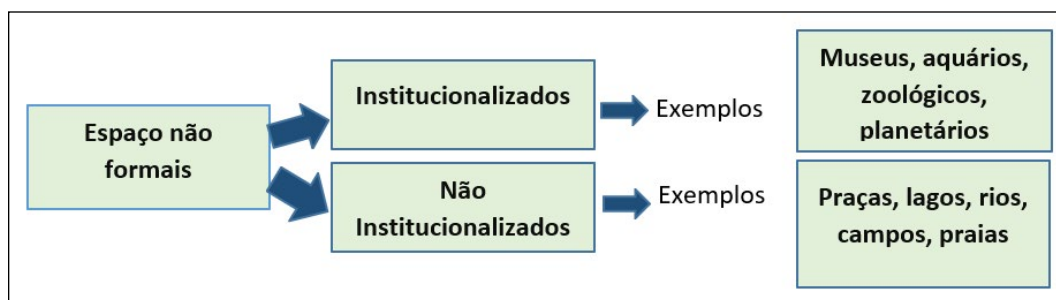 Espaço não
formais
Institucionalizados
Exemplos
Museus, aquários,
zoológicos,
planetários
Não
Institucionalizados
Exemplos
Praças, lagos, rios,
campos, praias